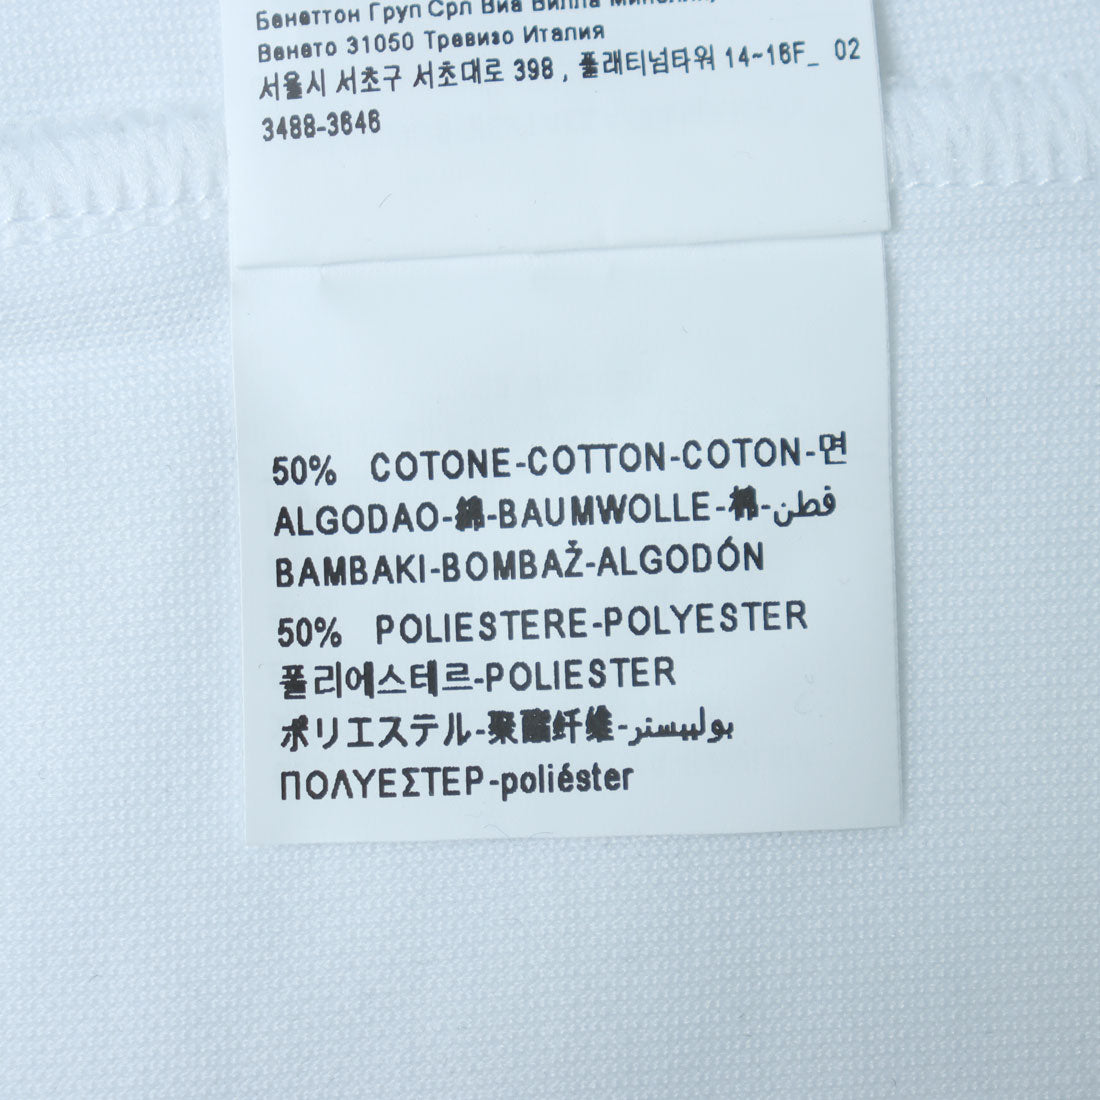 Бенеттон Груп Срл Виа Вилла
Венето 31050 Тревизо Италия
서울시 서초구 서초대로 398 , 플래티넘타워 14~16F_ 02
3488-3646
50% COTONE-COTTON-COTON-면
ALGODAO-綿-BAUMWOLLE-棉-قطن
BAMBAKI-BOMBAŽ-ALGODÓN
50% POLIESTERE-POLYESTER
폴리에스테르-POLIESTER
ポリエステル-聚酯纤维-بوليیستر
ΠΟΛΥΕΣΤΕΡ-poliéster